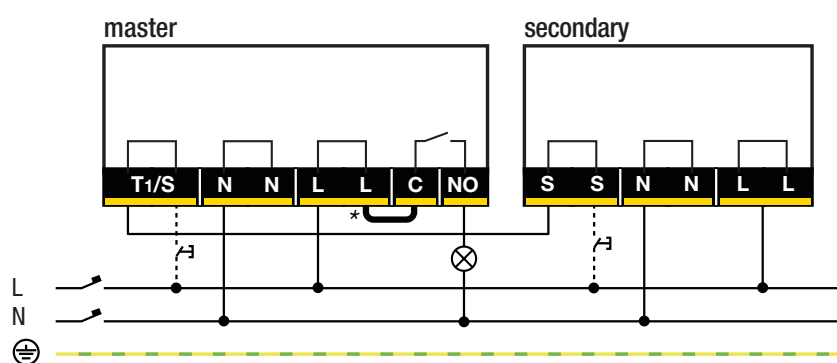 master secondary
T1/S N N L L C NO S S N N L L
*
L
N